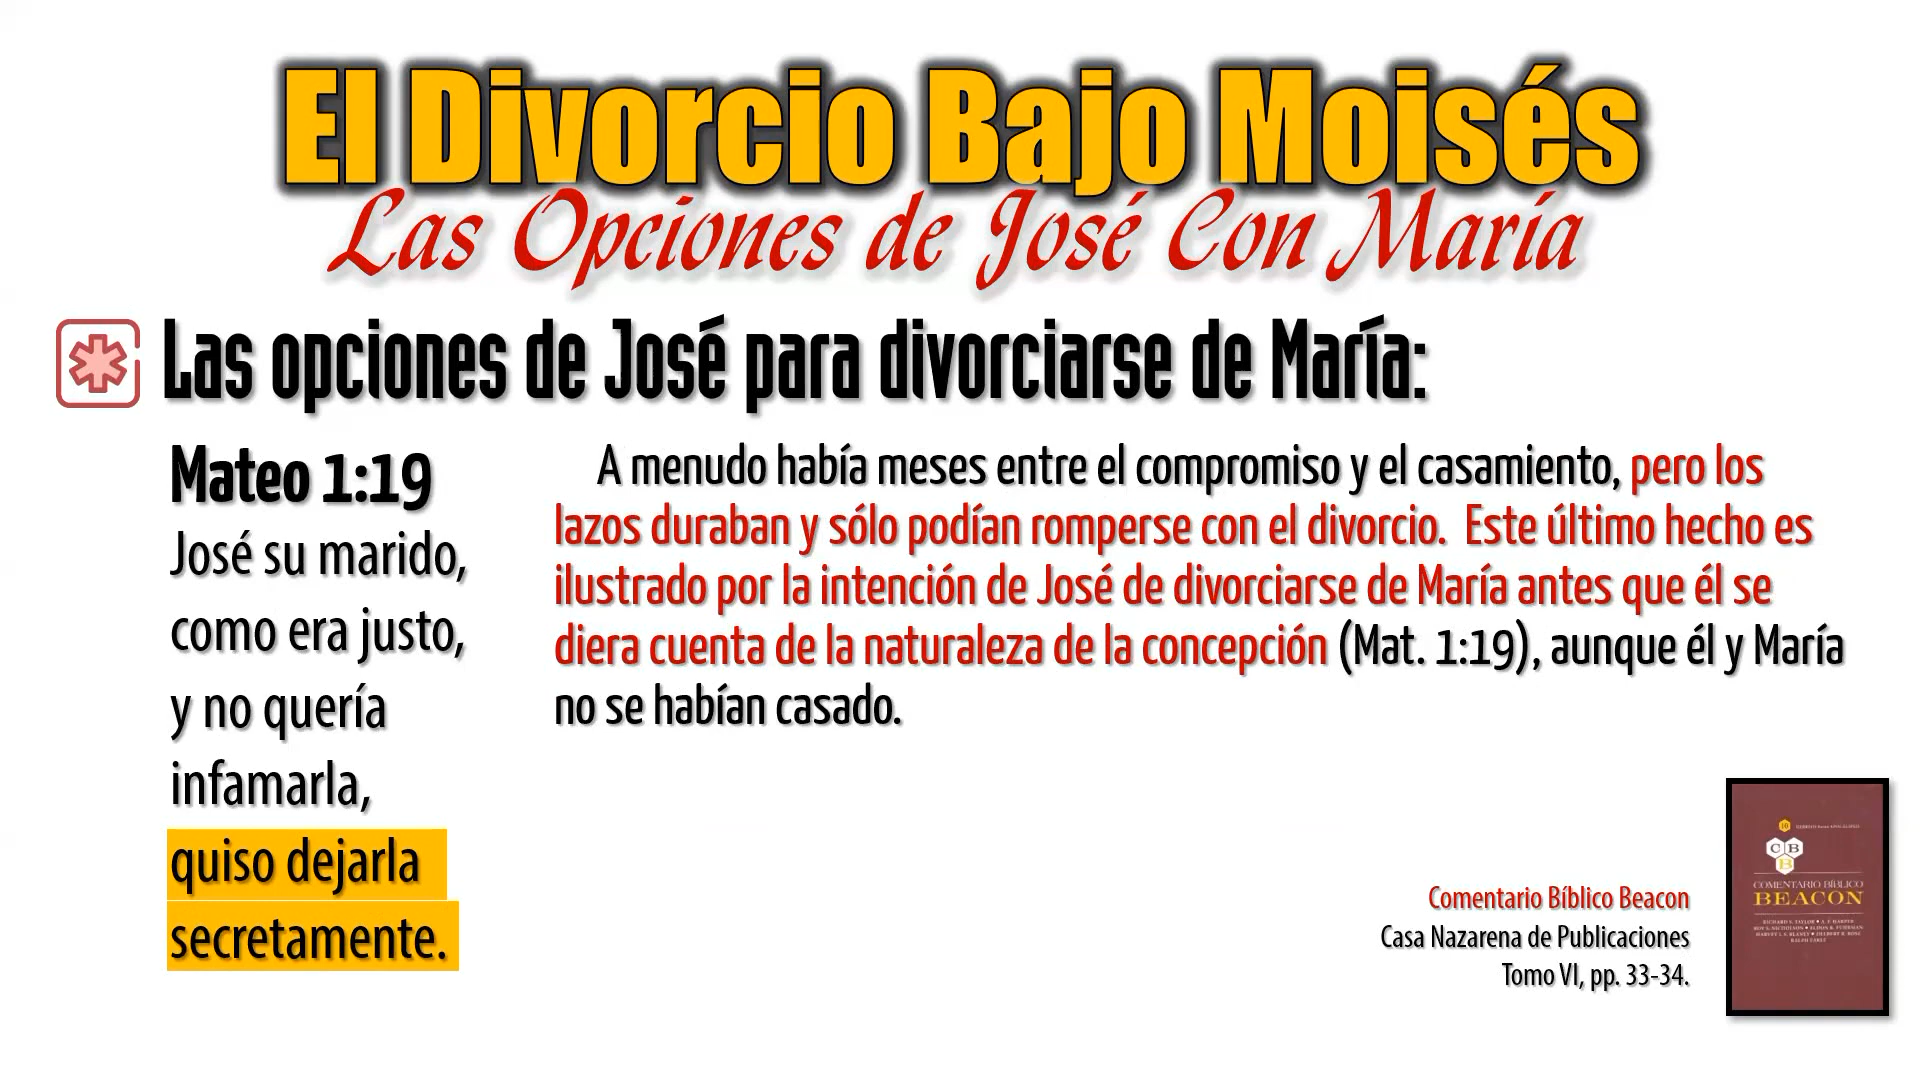 El Divorcio Bajo Moisés
Las Opciones de José Con María
Las opciones de José para divorciarse de María:
Mateo 1:19
José su marido,
como era justo,
y no quería
infamarla,
quiso dejarla
secretamente.
A menudo había meses entre el compromiso y el casamiento, pero los
lazos duraban y sólo podían romperse con el divorcio. Este último hecho es
ilustrado por la intención de José de divorciarse de María antes que él se
diera cuenta de la naturaleza de la concepción (Mat. 1:19), aunque él y María
no se habían casado.
Comentario Bíblico Beacon
Casa Nazarena de Publicaciones
Tomo VI, pp. 33-34.
C B
B
COMENTARIO BÍBLICO
BEACON